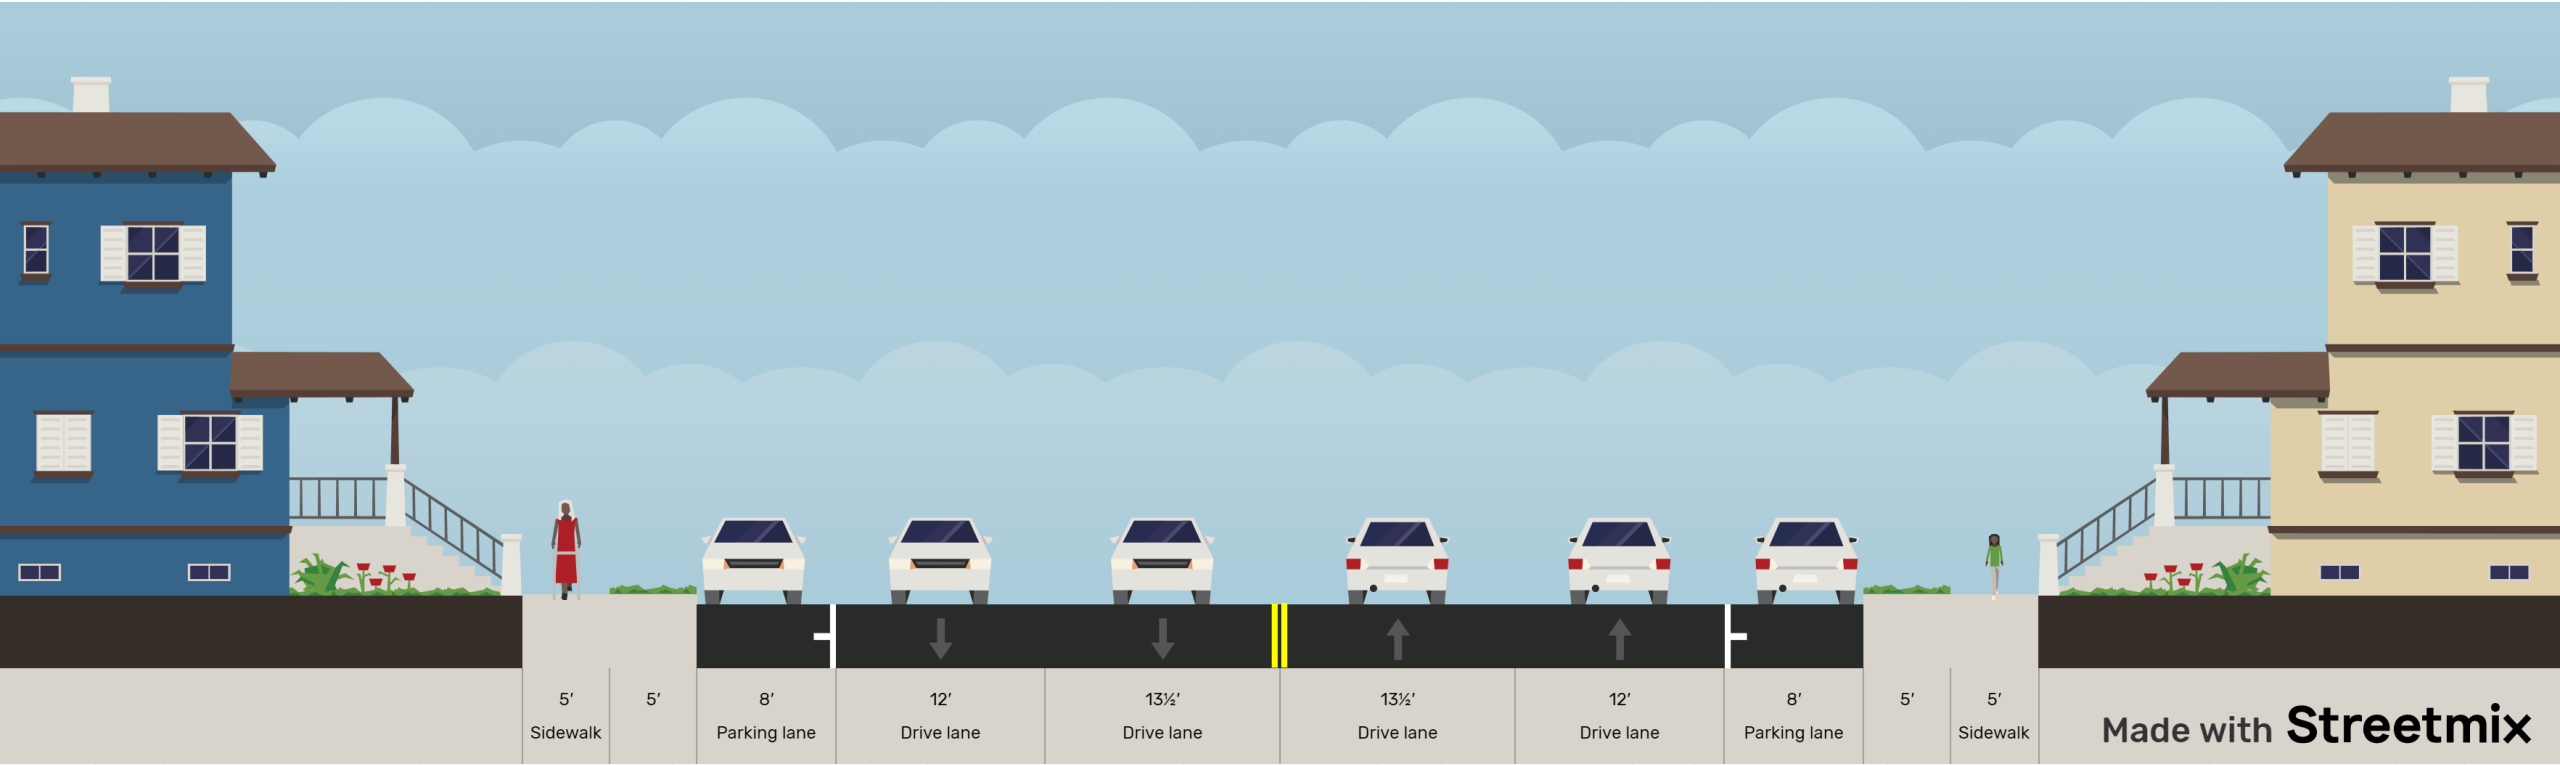 5′ 5′ 8′ 12′ 13½′ 13½′ 12′ 8′ 5′ 5′
Sidewalk Parking lane Drive lane Drive lane Drive lane Drive lane Parking lane Sidewalk
Made with Streetmix